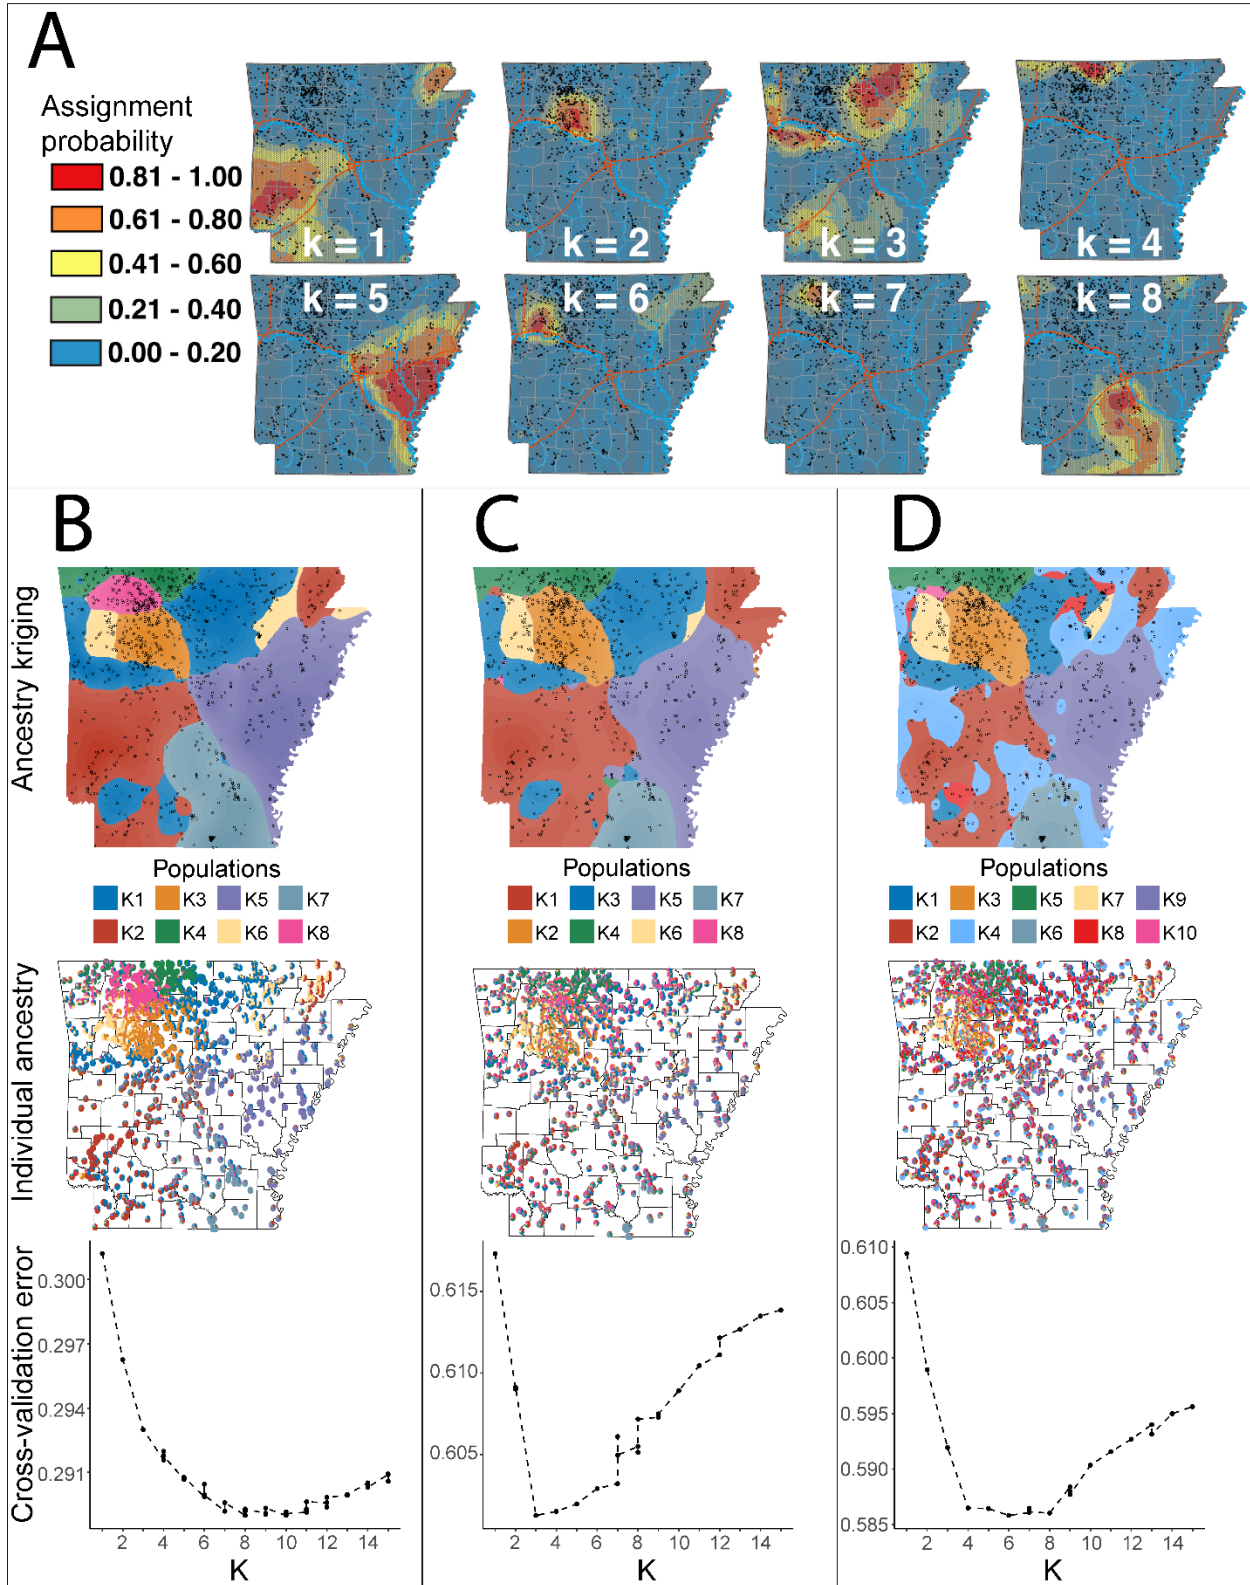 A
Assignment
probability
0.81 - 1.00
0.61 - 0.80
0.41 - 0.60
0.21 - 0.40
0.00 - 0.20
k = 1
k = 2
k = 3
k = 4
k = 5
k = 6
k = 7
k = 8
B
C
D
Ancestry kriging
Populations
K1 K3 K5 K7
K2 K4 K6 K8
Populations
K1 K3 K5 K7
K2 K4 K6 K8
Populations
K1 K3 K5 K7 K9
K2 K4 K6 K8 K10
Individual ancestry
Cross-validation error
0.300
0.297
0.294
0.291
2 4 6 8 10 12 14
K
0.615
0.610
0.605
2 4 6 8 10 12 14
K
0.610
0.605
0.600
0.595
0.590
0.585
2 4 6 8 10 12 14
K